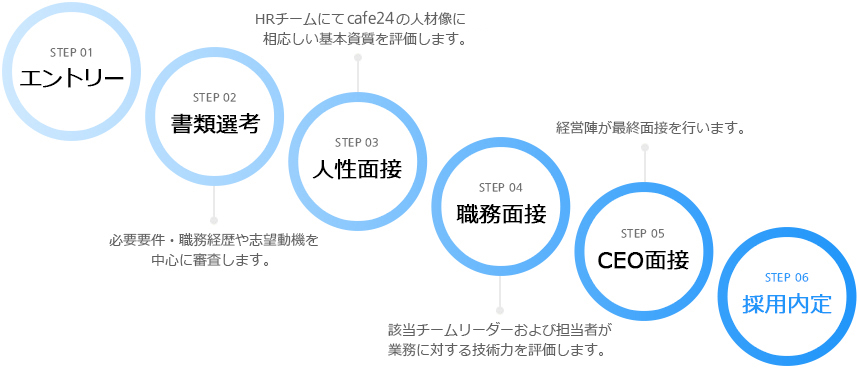 STEP 01
エントリー
STEP 02
書類選考
必要要件・職務経歴や志望動機を
中心に審査します。
HRチームにてcafe24の人材像に
相応しい基本資質を評価します。
STEP 03
人性面接
STEP 04
職務面接
該当チームリーダーおよび担当者が
業務に対する技術力を評価します。
経営陣が最終面接を行います。
STEP 05
CEO面接
STEP 06
採用内定